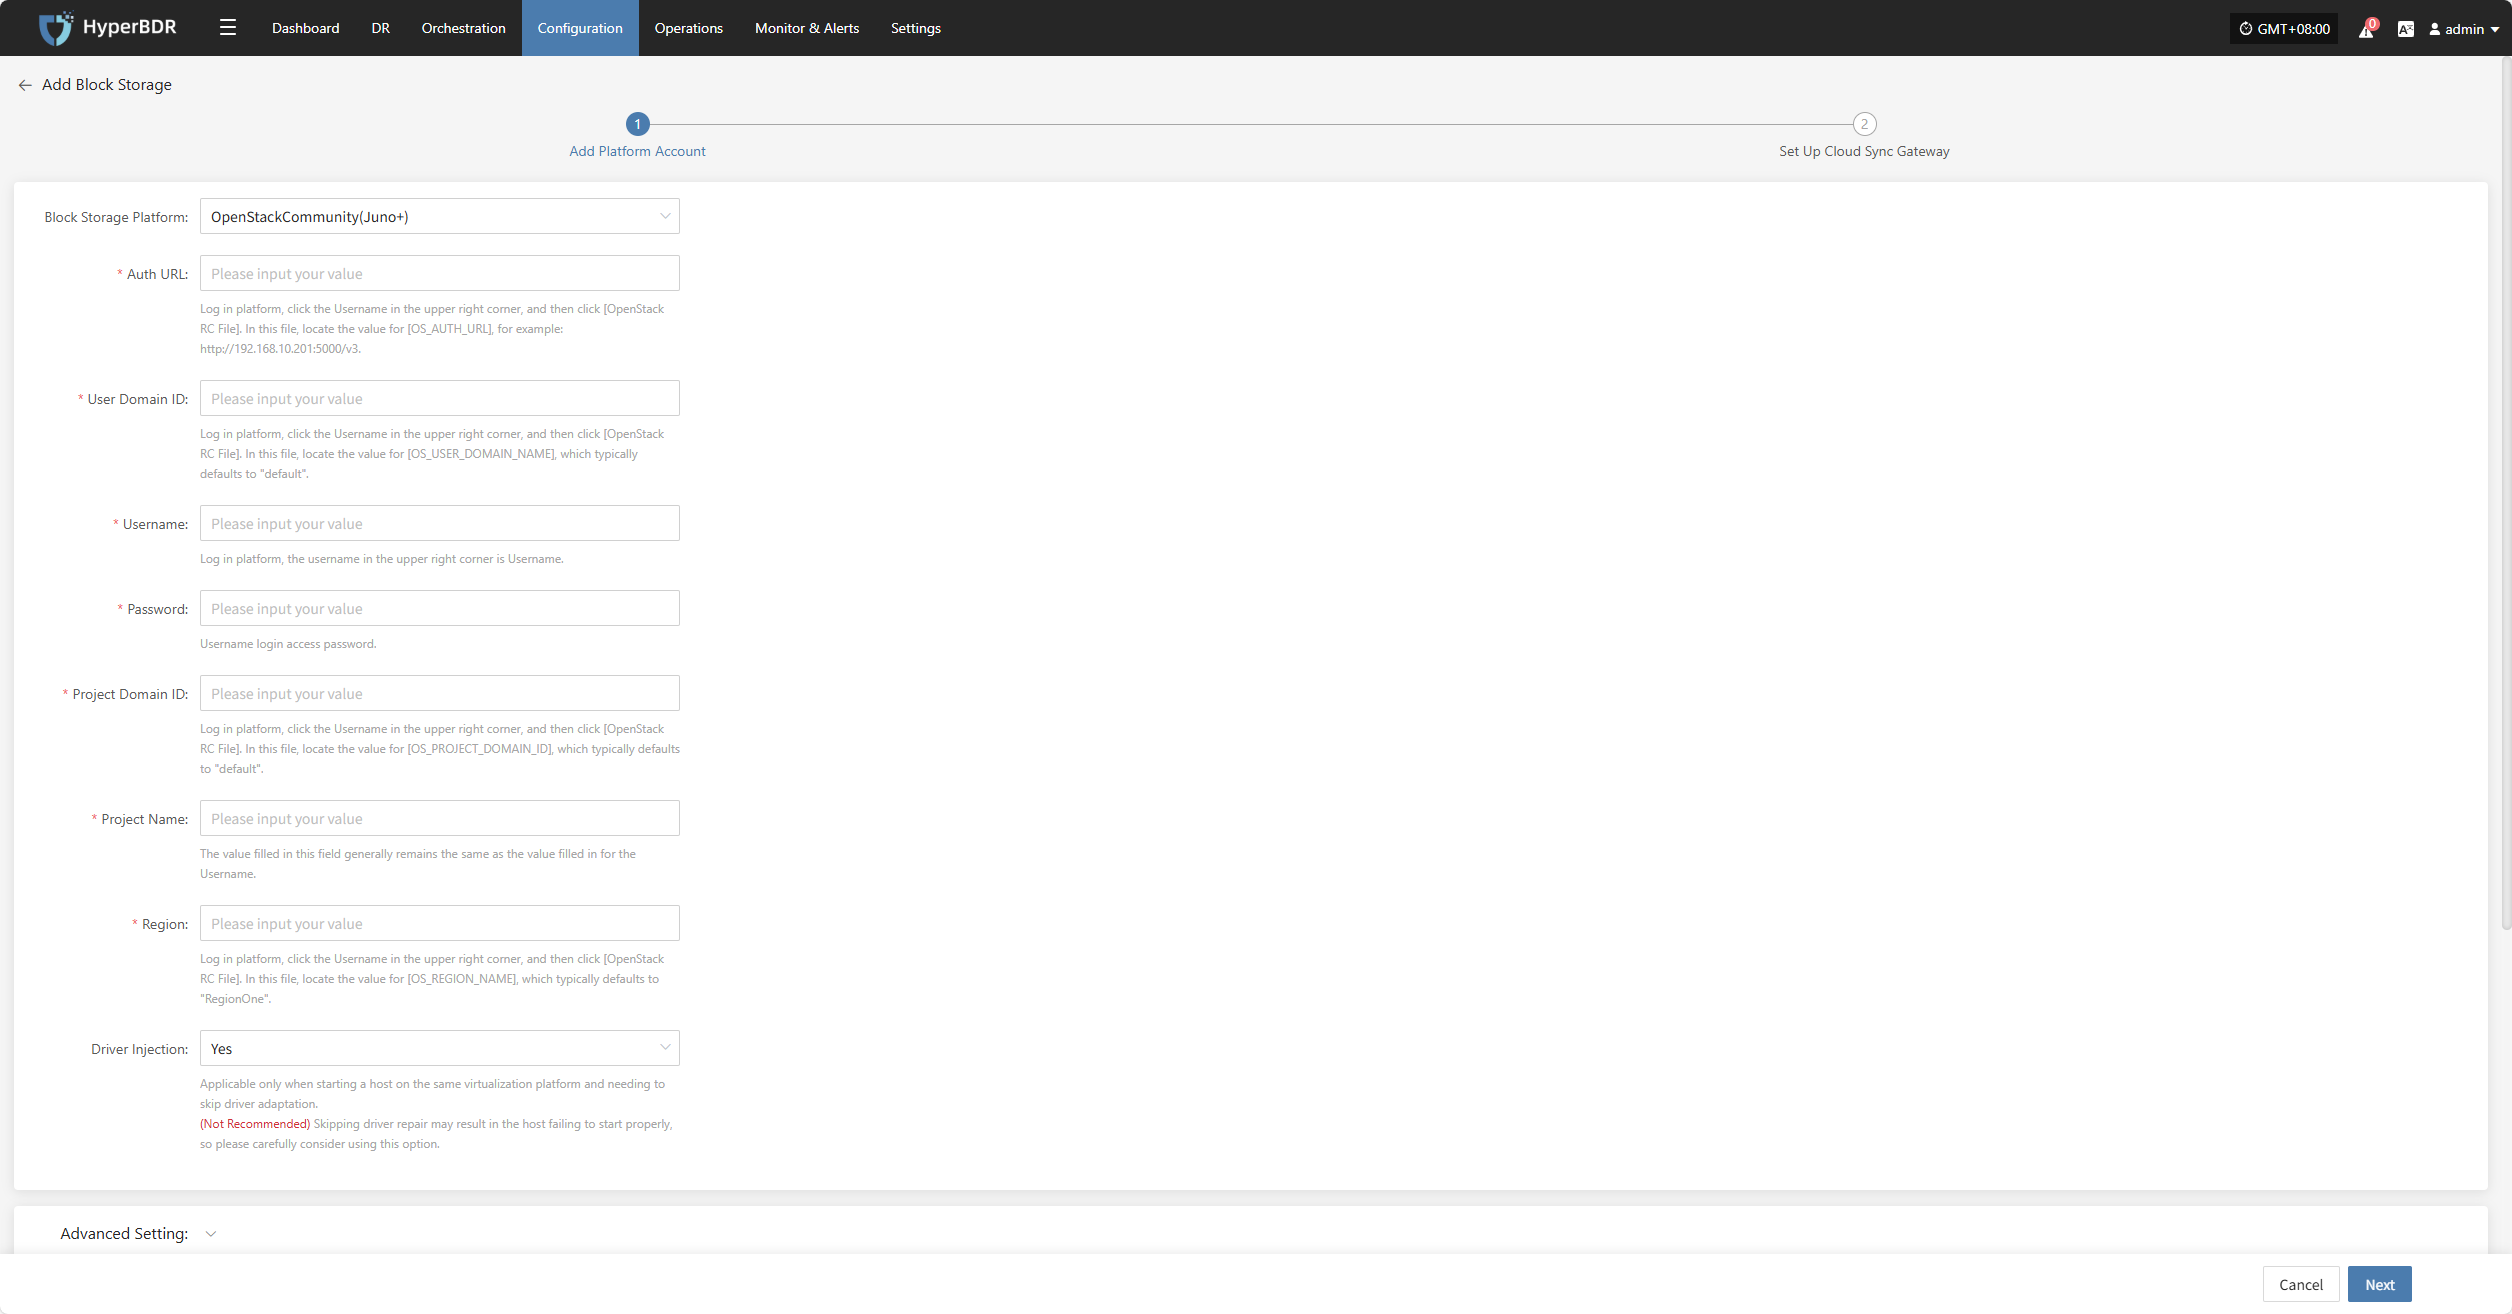 HyperBDR
Dashboard
DR
Orchestration
Configuration
Operations
Monitor & Alerts
Settings
GMT+08:00
0
admin
Add Block Storage
1
2
Add Platform Account
Set Up Cloud Sync Gateway
Block Storage Platform:
OpenStackCommunity(Juno+)
* Auth URL:
Please input your value
Log in platform, click the Username in the upper right corner, and then click [OpenStack
RC File]. In this file, locate the value for [OS_AUTH_URL], for example:
http://192.168.10.201:5000/v3.
* User Domain ID:
Please input your value
Log in platform, click the Username in the upper right corner, and then click [OpenStack
RC File]. In this file, locate the value for [OS_USER_DOMAIN_NAME], which typically
defaults to "default".
* Username:
Please input your value
Log in platform, the username in the upper right corner is Username.
* Password:
Please input your value
Username login access password.
* Project Domain ID:
Please input your value
Log in platform, click the Username in the upper right corner, and then click [OpenStack
RC File]. In this file, locate the value for [OS_PROJECT_DOMAIN_ID], which typically defaults
to "default".
* Project Name:
Please input your value
The value filled in this field generally remains the same as the value filled in for the
Username.
* Region:
Please input your value
Log in platform, click the Username in the upper right corner, and then click [OpenStack
RC File]. In this file, locate the value for [OS_REGION_NAME], which typically defaults to
"RegionOne".
Driver Injection:
Yes
Applicable only when starting a host on the same virtualization platform and needing to
skip driver adaptation.
(Not Recommended) Skipping driver repair may result in the host failing to start properly,
so please carefully consider using this option.
Advanced Setting:
Cancel
Next